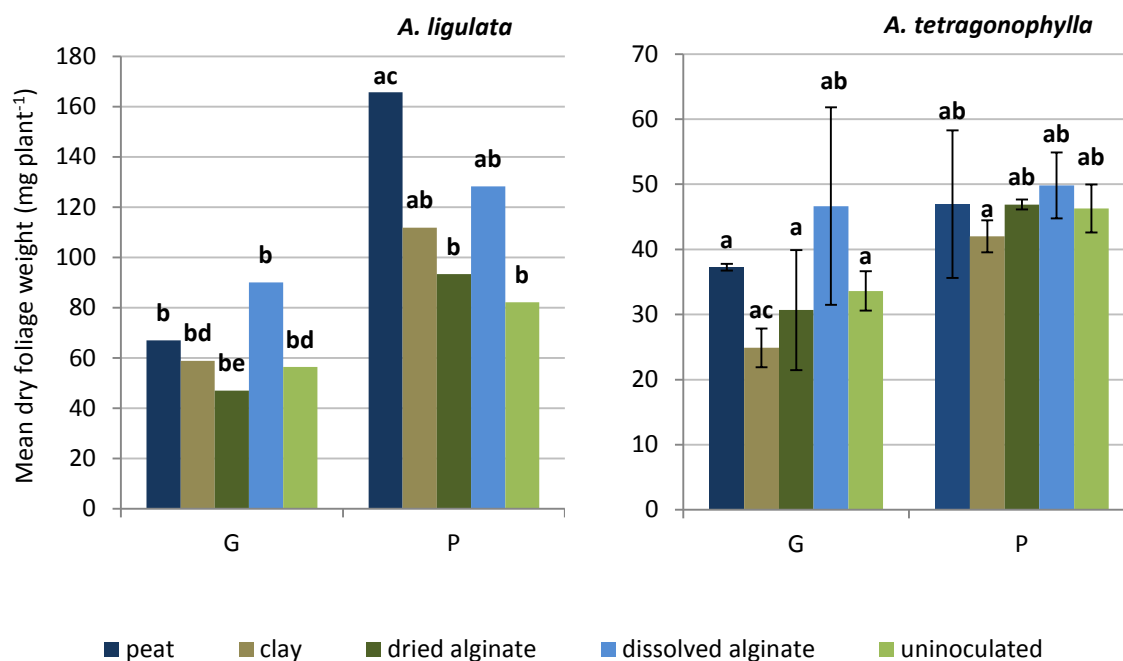 A. ligulata
A. tetragonophylla
Mean dry foliage weight (mg plant⁻¹)
180
160
140
120
100
80
60
40
20
0
b
bd
be
b
bd
ac
ab
b
ab
b
G
P
70
60
50
40
30
20
10
0
a
ac
a
ab
a
ab
a
ab
ab
ab
G
P
peat
clay
dried alginate
dissolved alginate
uninoculated